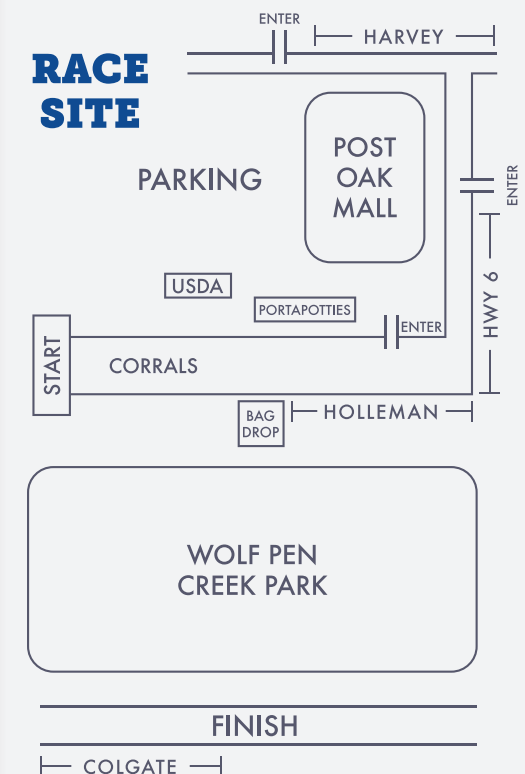 ENTER
HARVEY
RACE
SITE
POST
OAK
MALL
PARKING
ENTER
USDA
HWY 6
PORTAPOTTIES
ENTER
START
CORRALS
BAG
DROP
HOLLEMAN
WOLF PEN
CREEK PARK
FINISH
COLGATE